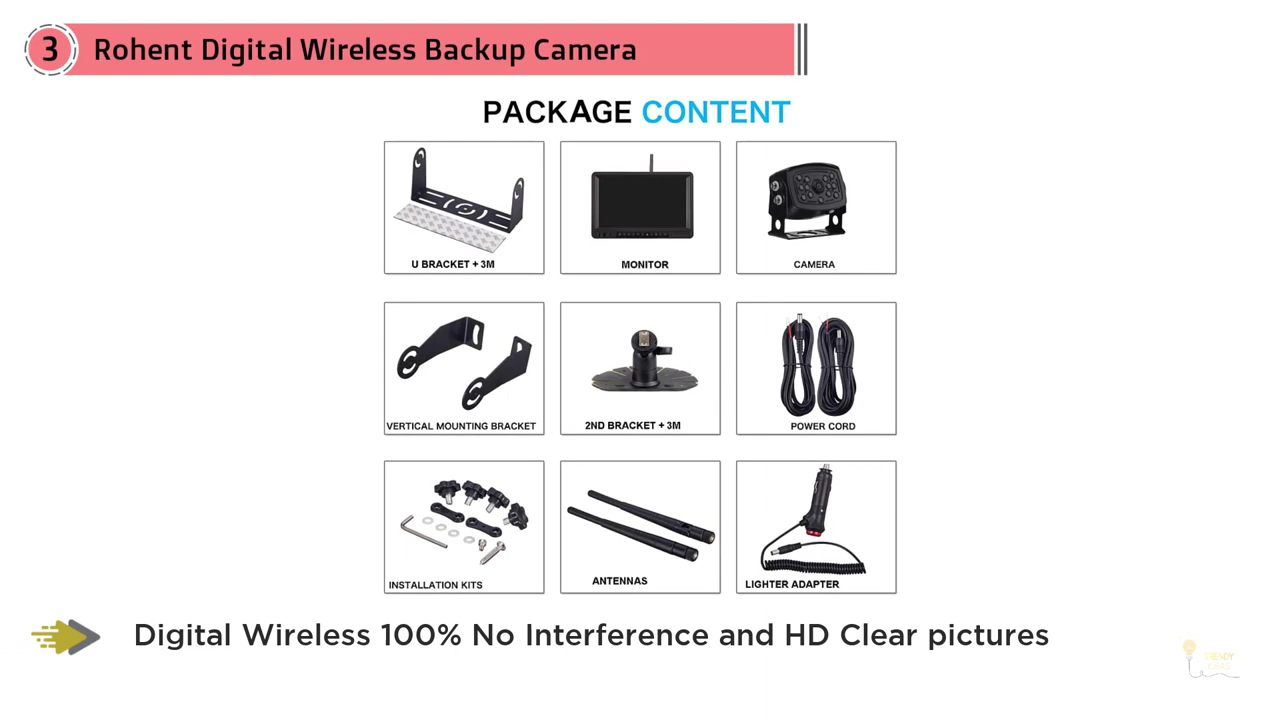 3
Rohent Digital Wireless Backup Camera
PACKAGE CONTENT
U BRACKET + 3M
MONITOR
CAMERA
VERTICAL MOUNTING BRACKET
2ND BRACKET + 3M
POWER CORD
INSTALLATION KITS
ANTENNAS
LIGHTER ADAPTER
Digital Wireless 100% No Interference and HD Clear pictures
TRENDY